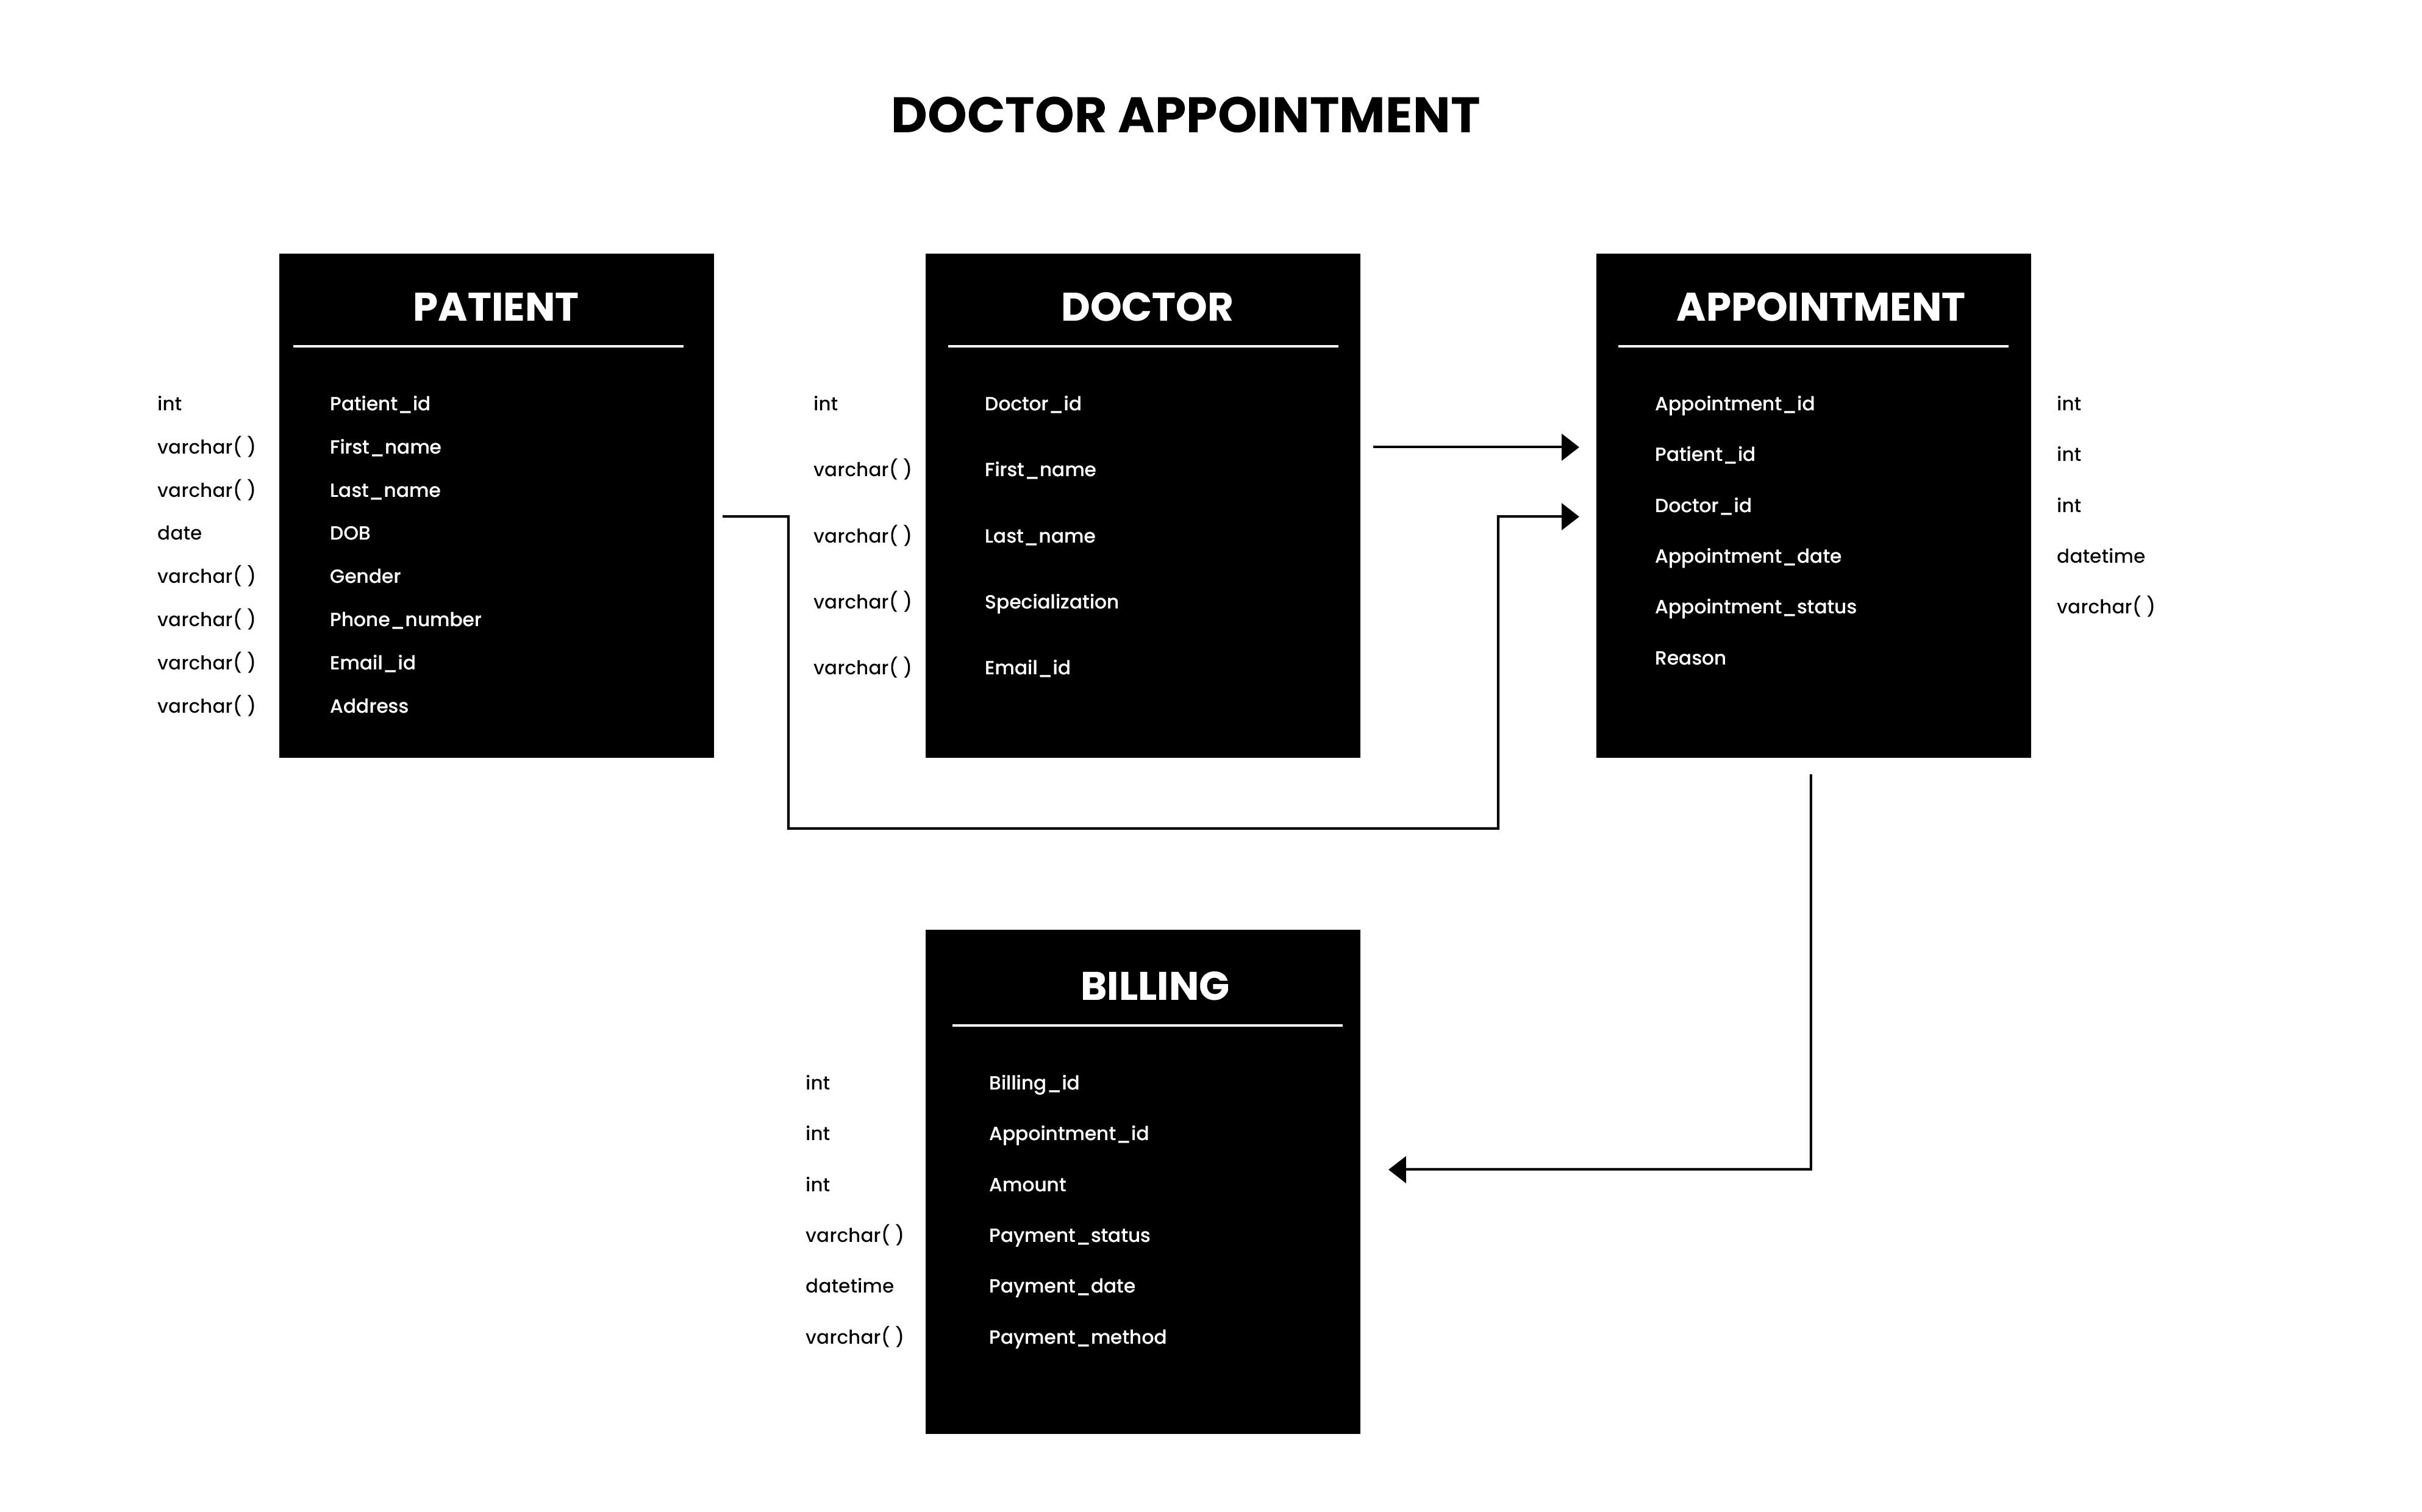 DOCTOR APPOINTMENT
PATIENT
int Patient_id
varchar( ) First_name
varchar( ) Last_name
date DOB
varchar( ) Gender
varchar( ) Phone_number
varchar( ) Email_id
varchar( ) Address
DOCTOR
int Doctor_id
varchar( ) First_name
varchar( ) Last_name
varchar( ) Specialization
varchar( ) Email_id
APPOINTMENT
Appointment_id int
Patient_id int
Doctor_id int
Appointment_date datetime
Appointment_status varchar( )
Reason
BILLING
int Billing_id
int Appointment_id
int Amount
varchar( ) Payment_status
datetime Payment_date
varchar( ) Payment_method